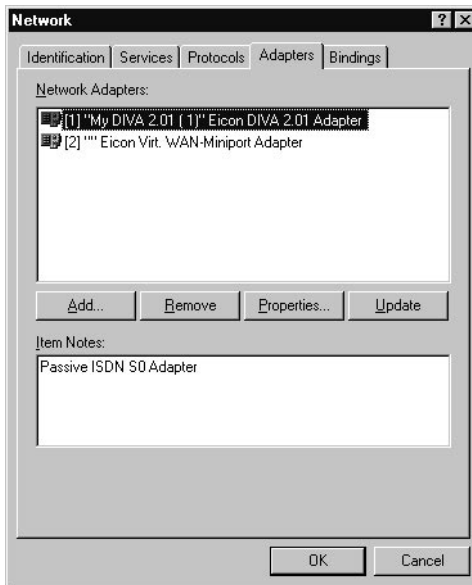 Network
Identification Services Protocols Adapters Bindings
Network Adapters:
[1] "My DIVA 2.01 ( 1)" Eicon DIVA 2.01 Adapter
[2] "" Eicon Virt. WAN-Miniport Adapter
Add... Remove Properties... Update
Item Notes:
Passive ISDN S0 Adapter
OK Cancel